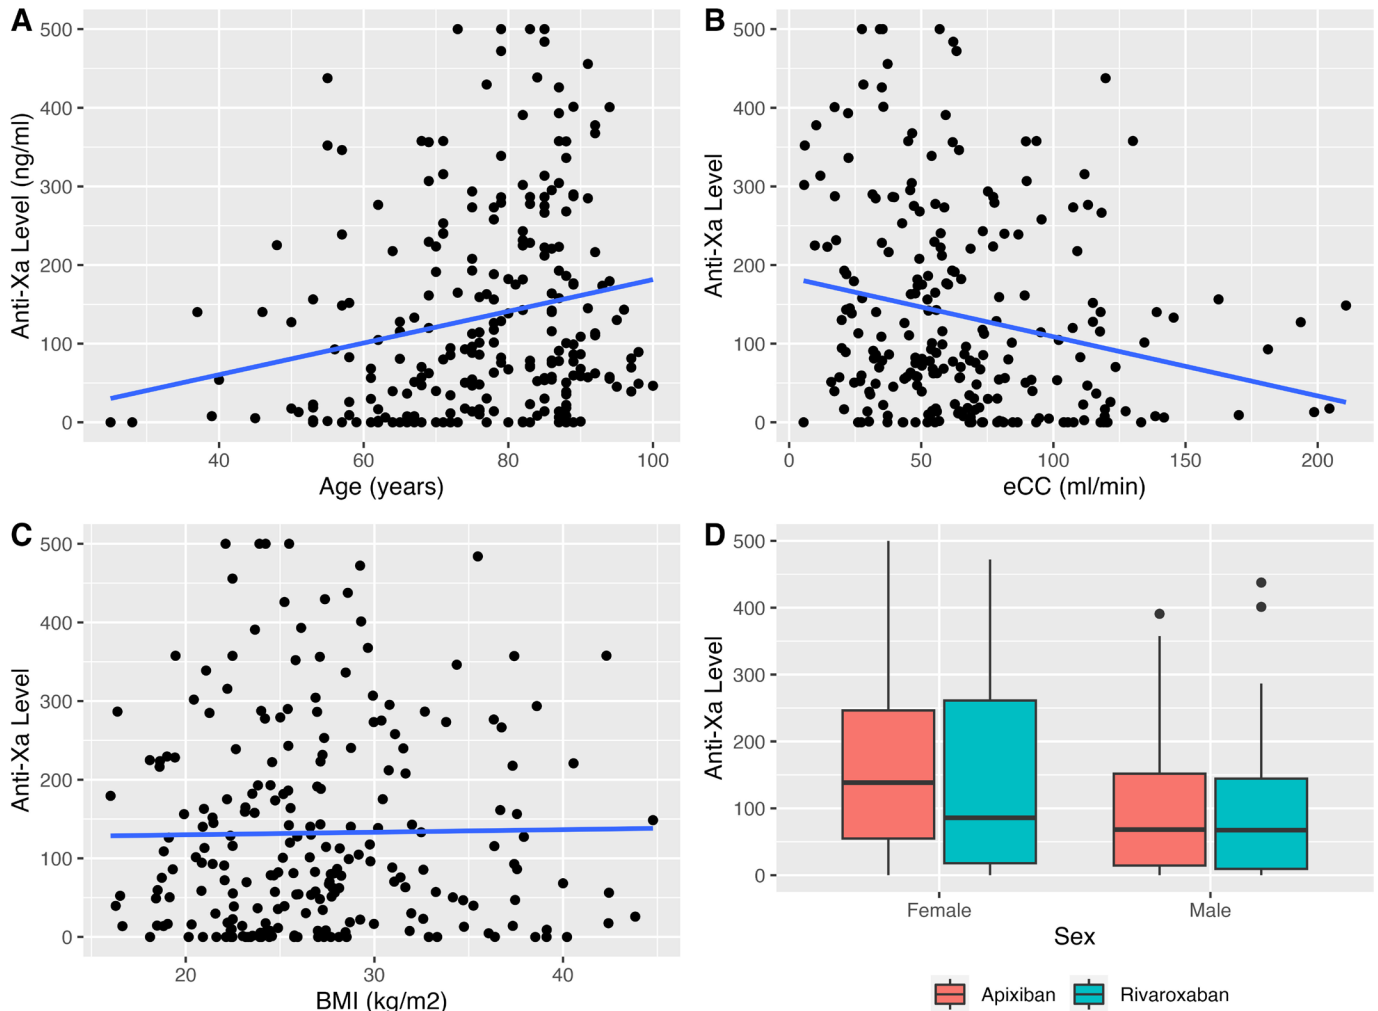 A
500
400
300
200
100
0
Anti-Xa Level (ng/ml)
40 60 80 100
Age (years)
B
500
400
300
200
100
0
Anti-Xa Level
0 50 100 150 200
eCC (ml/min)
C
500
400
300
200
100
0
Anti-Xa Level
20 30 40
BMI (kg/m2)
D
500
400
300
200
100
0
Anti-Xa Level
Female Male
Sex
Apixiban Rivaroxaban